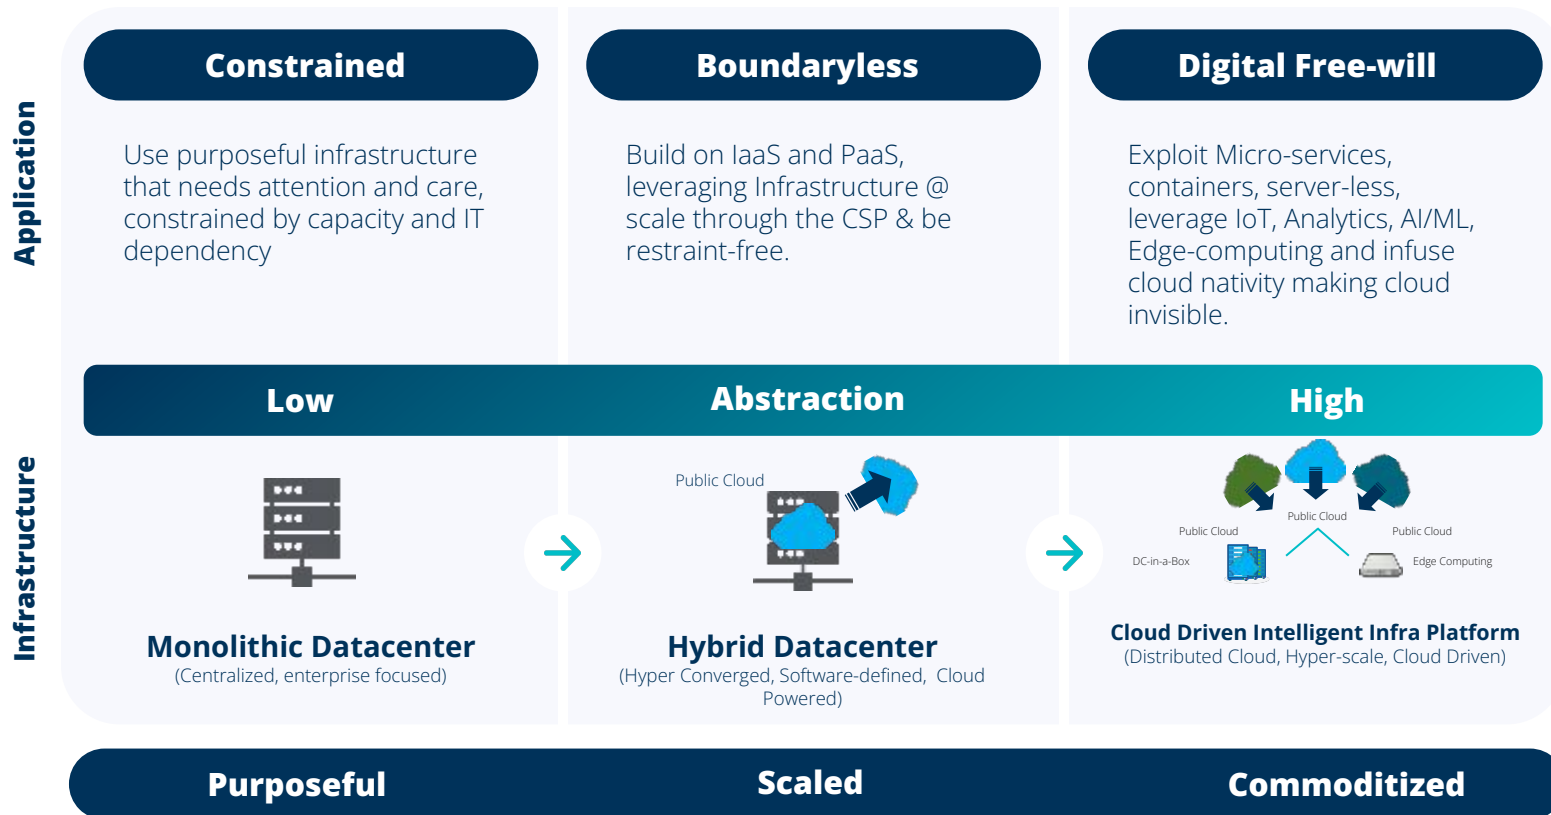 Constrained
Boundaryless
Digital Free-will
Application
Use purposeful infrastructure
that needs attention and care,
constrained by capacity and IT
dependency
Build on IaaS and PaaS,
leveraging Infrastructure @
scale through the CSP & be
restraint-free.
Exploit Micro-services,
containers, server-less,
leverage IoT, Analytics, AI/ML,
Edge-computing and infuse
cloud nativity making cloud
invisible.
Low
Abstraction
High
Infrastructure
Public Cloud
Public Cloud
Public Cloud
Public Cloud
DC-in-a-Box
Edge Computing
Monolithic Datacenter
(Centralized, enterprise focused)
Hybrid Datacenter
(Hyper Converged, Software-defined, Cloud
Powered)
Cloud Driven Intelligent Infra Platform
(Distributed Cloud, Hyper-scale, Cloud Driven)
Purposeful
Scaled
Commoditized